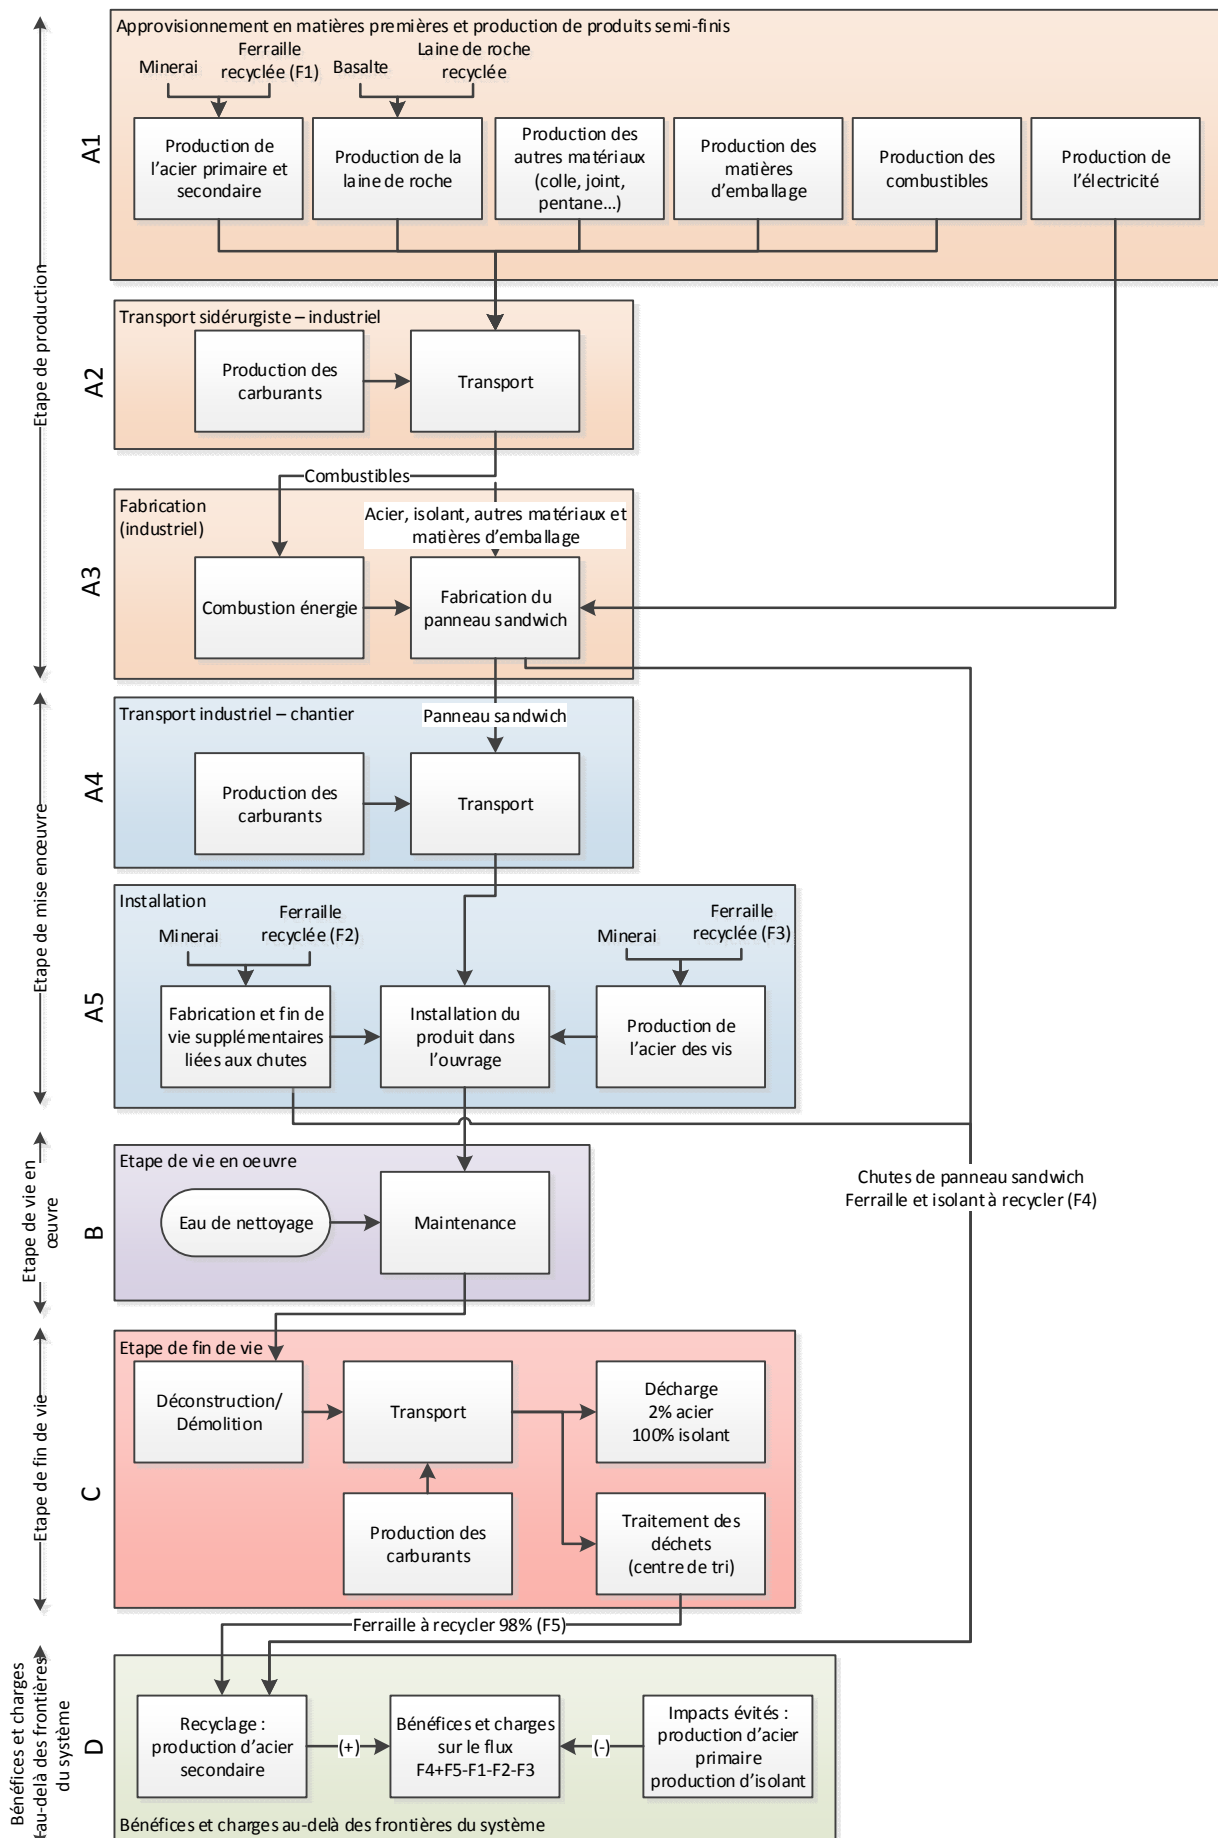 Approvisionnement en matières premières et production de produits semi-finis
Minerai
Ferraille
recyclée (F1)
Basalte
Laine de roche
recyclée
A1
Production de
l'acier primaire et
secondaire
Production de la
laine de roche
Production des
autres matériaux
(colle, joint,
pentane...)
Production des
matières
d'emballage
Production des
combustibles
Production de
l'électricité
Etape de production
Transport sidérurgiste – industriel
A2
Production des
carburants
Transport
Combustibles
Fabrication
(industriel)
Acier, isolant, autres matériaux et
matières d'emballage
A3
Combustion énergie
Fabrication du
panneau sandwich
Transport industriel – chantier
Panneau sandwich
A4
Production des
carburants
Transport
Etape de mise enœuvre
Installation
Minerai
Ferraille
recyclée (F2)
Minerai
Ferraille
recyclée (F3)
A5
Fabrication et fin de
vie supplémentaires
liées aux chutes
Installation du
produit dans
l'ouvrage
Production de
l'acier des vis
Etape de vie en
œuvre
Etape de vie en oeuvre
B
Eau de nettoyage
Maintenance
Chutes de panneau sandwich
Ferraille et isolant à recycler (F4)
Etape de fin de vie
Etape de fin de vie
C
Déconstruction/
Démolition
Transport
Décharge
2% acier
100% isolant
Production des
carburants
Traitement des
déchets
(centre de tri)
Ferraille à recycler 98% (F5)
Bénéfices et charges
au-delà des frontières
du système
D
Recyclage :
production d'acier
secondaire
(+)
Bénéfices et charges
sur le flux
F4+F5-F1-F2-F3
(-)
Impacts évités :
production d'acier
primaire
production d'isolant
Bénéfices et charges au-delà des frontières du système